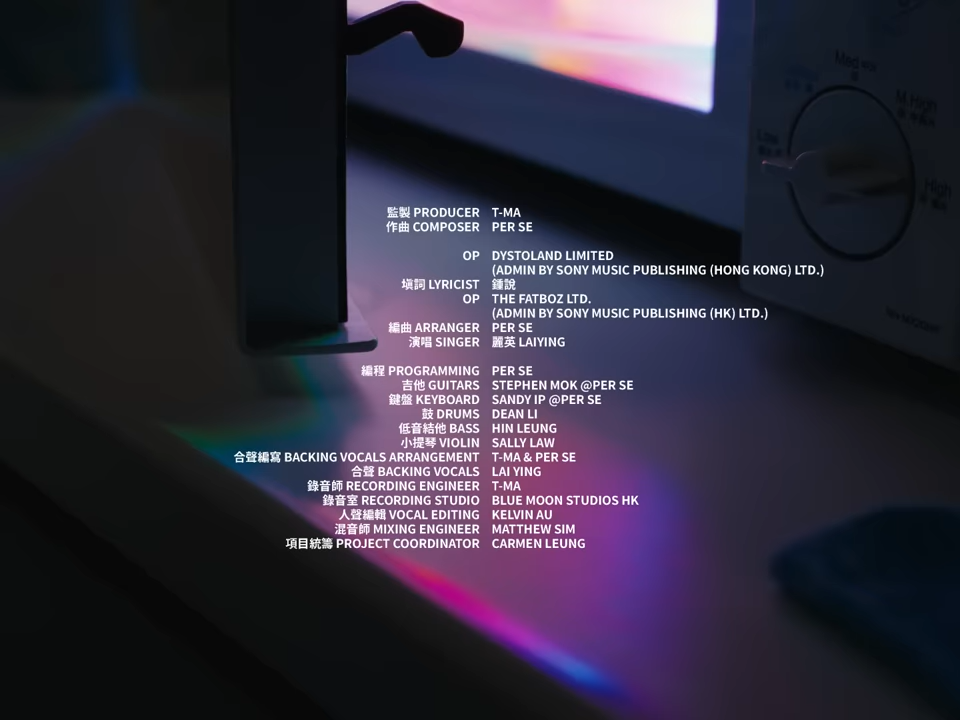 監製 PRODUCER T-MA
作曲 COMPOSER PER SE
OP DYSTOLAND LIMITED
(ADMIN BY SONY MUSIC PUBLISHING (HONG KONG) LTD.)
塡詞 LYRICIST 鍾說
OP THE FATBOZ LTD.
(ADMIN BY SONY MUSIC PUBLISHING (HK) LTD.)
編曲 ARRANGER PER SE
演唱 SINGER 麗英 LAIYING
編程 PROGRAMMING PER SE
吉他 GUITARS STEPHEN MOK @PER SE
鍵盤 KEYBOARD SANDY IP @PER SE
鼓 DRUMS DEAN LI
低音結他 BASS HIN LEUNG
小提琴 VIOLIN SALLY LAW
合聲編寫 BACKING VOCALS ARRANGEMENT T-MA & PER SE
合聲 BACKING VOCALS LAI YING
錄音師 RECORDING ENGINEER T-MA
錄音室 RECORDING STUDIO BLUE MOON STUDIOS HK
人聲編輯 VOCAL EDITING KELVIN AU
混音師 MIXING ENGINEER MATTHEW SIM
項目統籌 PROJECT COORDINATOR CARMEN LEUNG
Med
M-High
Low
High